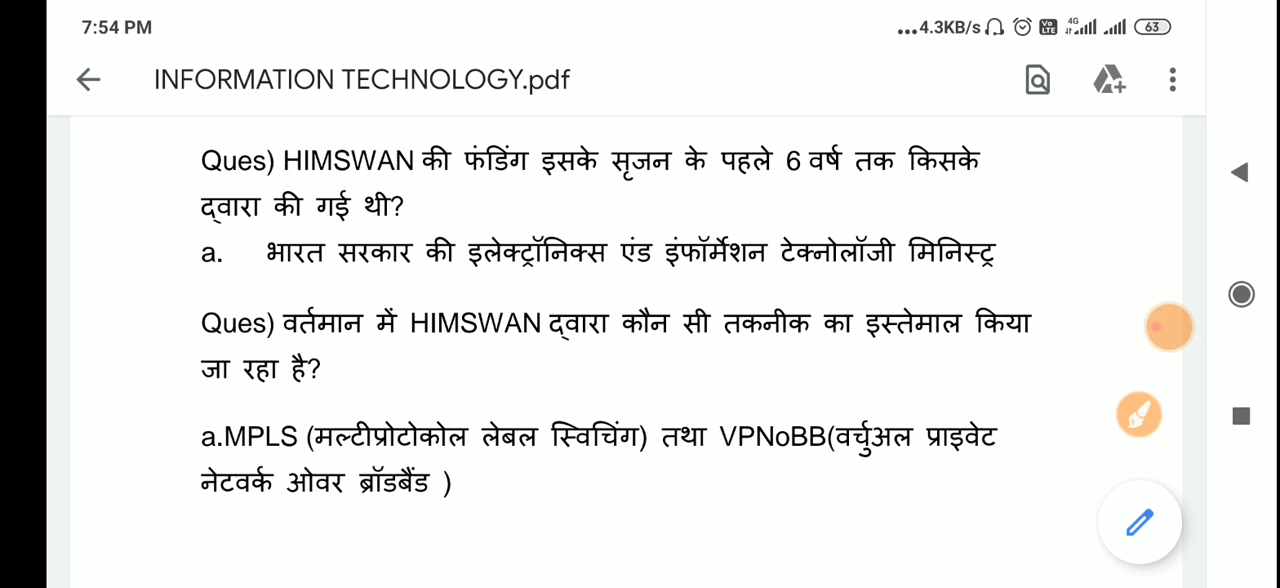 7:54 PM
...4.3KB/s 4G 63
INFORMATION TECHNOLOGY.pdf
Ques) HIMSWAN की फंडिंग इसके सृजन के पहले 6 वर्ष तक किसके
द्वारा की गई थी?
a. भारत सरकार की इलेक्ट्रॉनिक्स एंड इंफॉर्मेशन टेक्नोलॉजी मिनिस्ट्र
Ques) वर्तमान में HIMSWAN द्वारा कौन सी तकनीक का इस्तेमाल किया
जा रहा है?
a.MPLS (मल्टीप्रोटोकोल लेबल स्विचिंग) तथा VPNoBB(वर्चुअल प्राइवेट
नेटवर्क ओवर ब्रॉडबैंड )